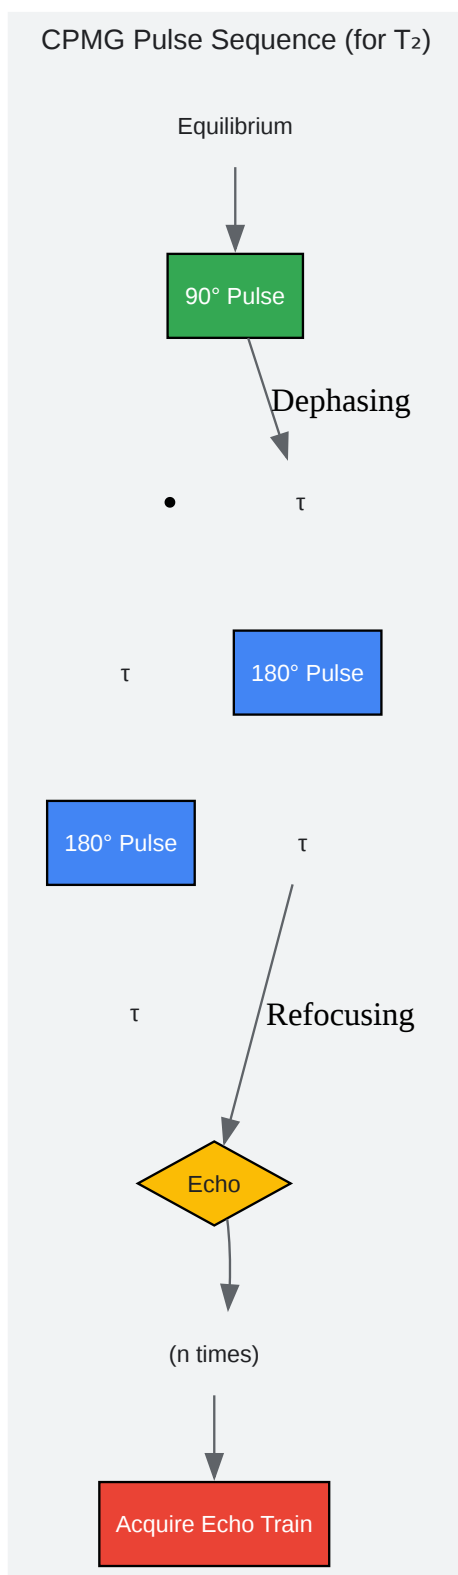 CPMG Pulse Sequence (for T₂)
Equilibrium
90° Pulse
Dephasing
τ
τ
180° Pulse
180° Pulse
τ
τ
Refocusing
Echo
(n times)
Acquire Echo Train